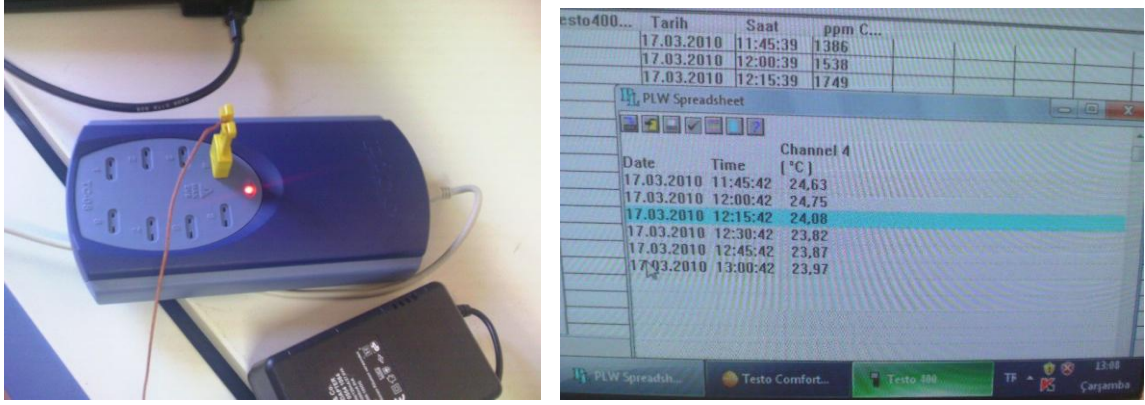 TC-08
esto400... Tarih Saat ppm C...
17.03.2010 11:45:39 1386
17.03.2010 12:00:39 1538
17.03.2010 12:15:39 1749
PLW Spreadsheet
Channel 4
Date Time [°C]
17.03.2010 11:45:42 24,63
17.03.2010 12:00:42 24,75
17.03.2010 12:15:42 24,08
17.03.2010 12:30:42 23,82
17.03.2010 12:45:42 23,87
17.03.2010 13:00:42 23,97
PLW Spreadsh... Testo Comfort... Testo 400 TR 13:08
Çarşamba